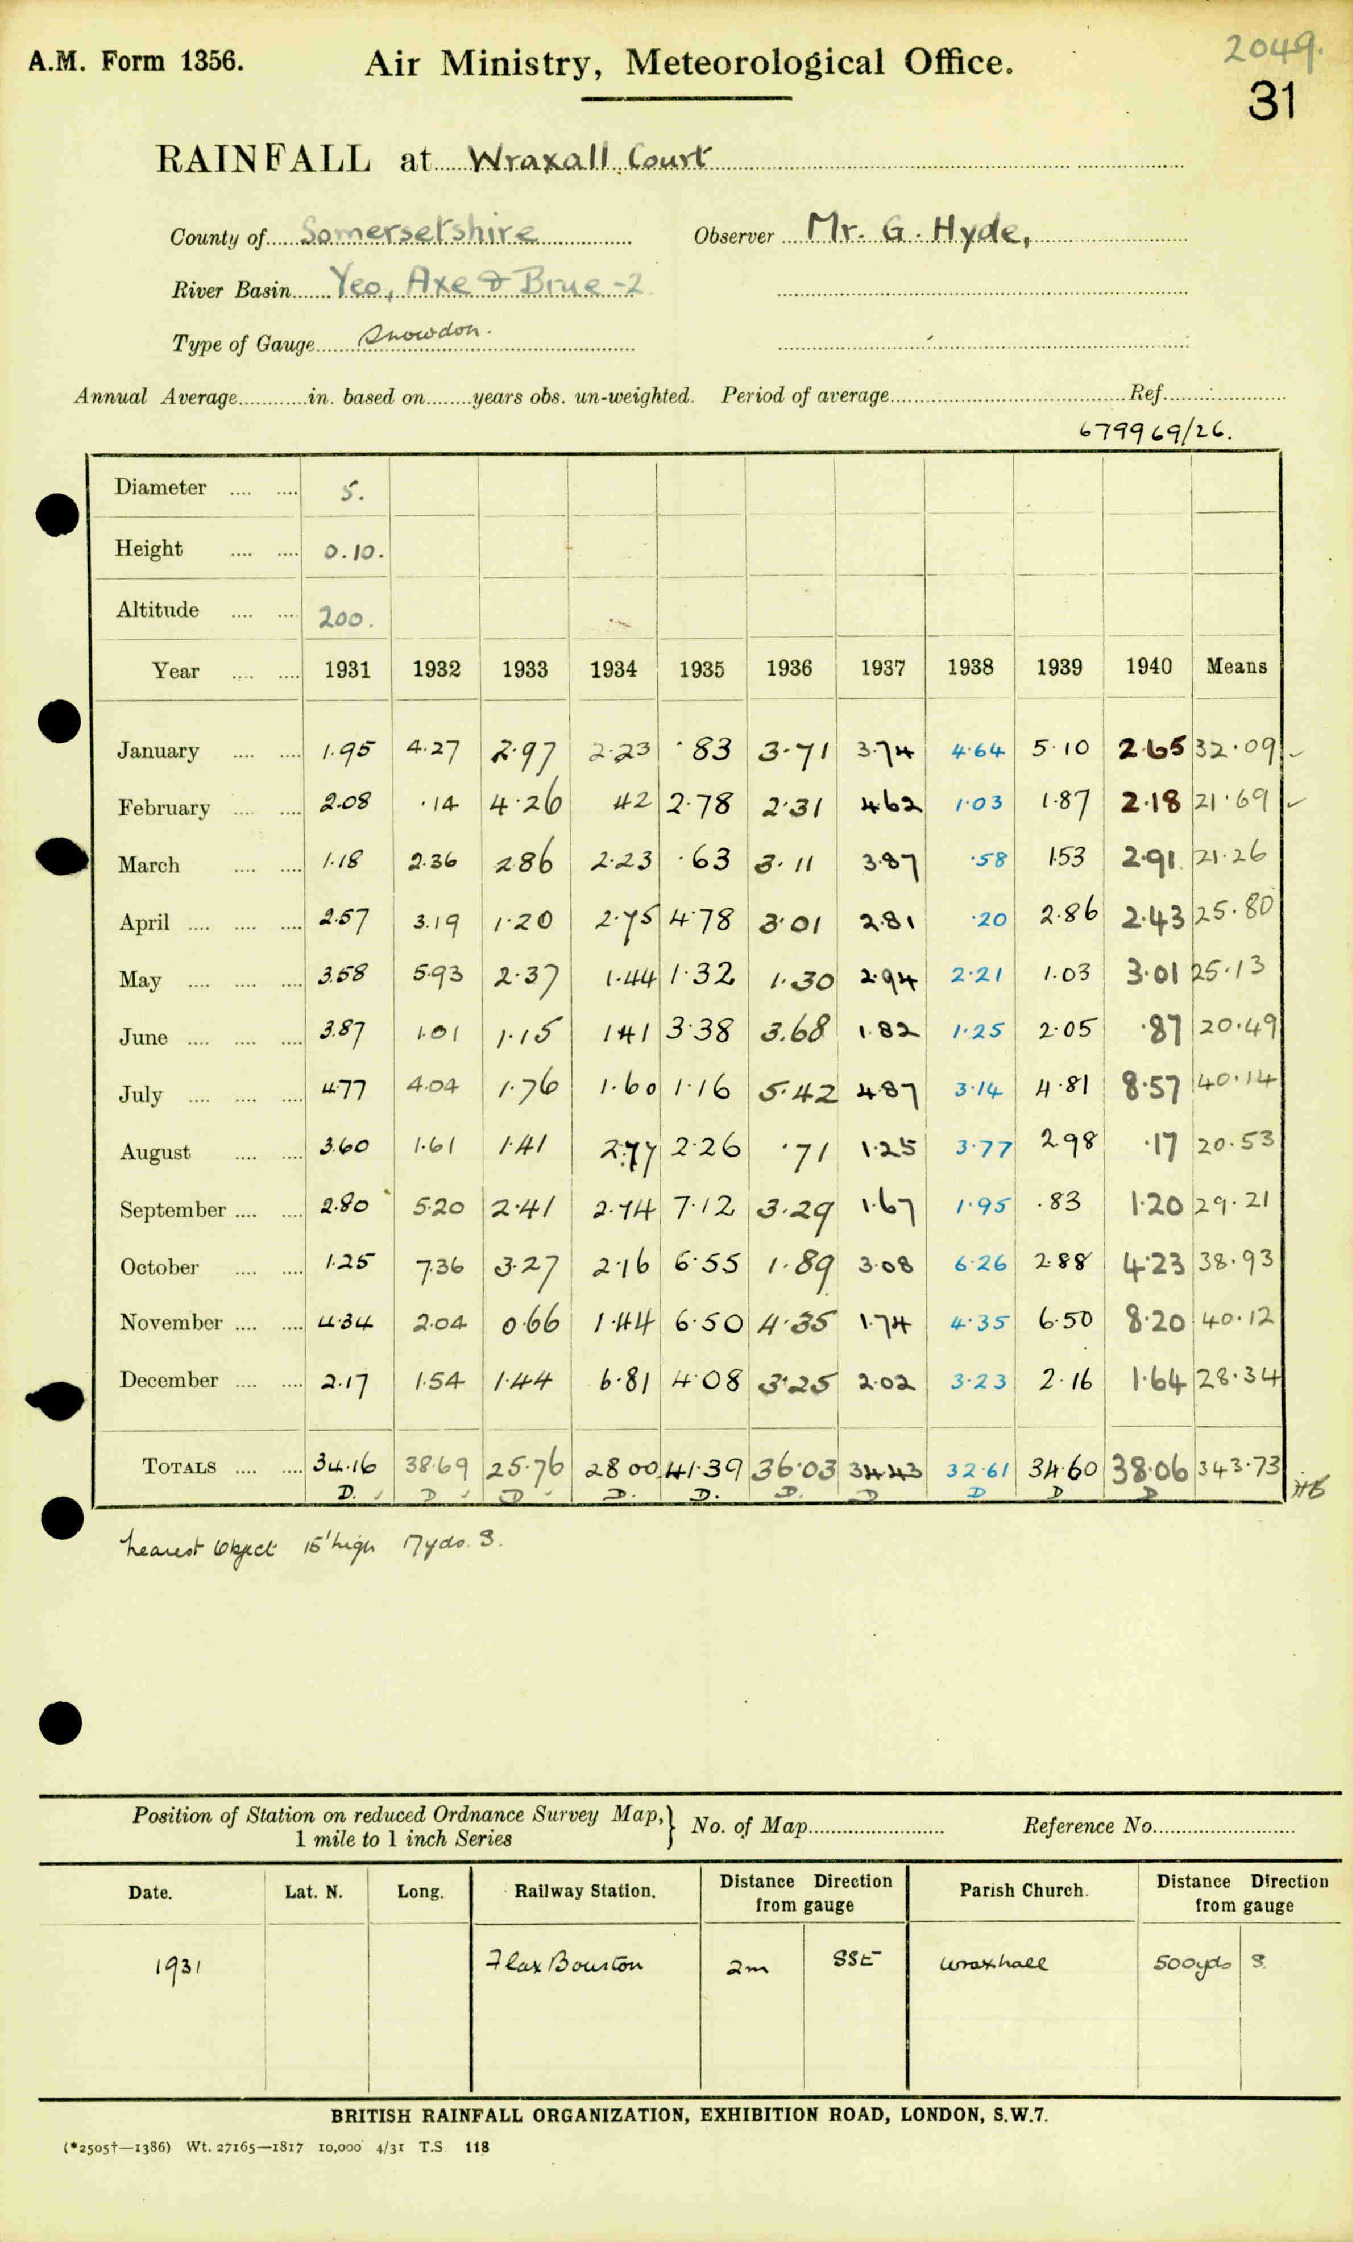 A.M. Form 1356.
Air Ministry, Meteorological Office.
2049.
31
RAINFALL at Wraxall Court
County of Somersetshire Observer Mr. G. Hyde,
River Basin Yeo, Axe & Brue -2
Type of Gauge Snowdon.
Annual Average in. based on years obs. un-weighted. Period of average Ref.
679969/26.
Diameter 5.
Height 0.10.
Altitude 200.
Year 1931 1932 1933 1934 1935 1936 1937 1938 1939 1940 Means
January 1.95 4.27 2.97 2.23 .83 3.71 3.74 4.64 5.10 2.65 32.09 ✓
February 2.08 .14 4.26 42 2.78 2.31 4.62 1.03 1.87 2.18 21.69 ✓
March 1.18 2.36 2.86 2.23 .63 3.11 3.87 .58 1.53 2.91 21.26
April 2.57 3.19 1.20 2.75 4.78 3.01 2.81 .20 2.86 2.43 25.80
May 3.58 5.93 2.37 1.44 1.32 1.30 2.94 2.21 1.03 3.01 25.13
June 3.87 1.01 1.15 1.41 3.38 3.68 1.82 1.25 2.05 .87 20.49
July 4.77 4.04 1.76 1.60 1.16 5.42 4.87 3.14 4.81 8.57 40.14
August 3.60 1.61 1.41 2.77 2.26 .71 1.25 3.77 2.98 .17 20.53
September 2.80 5.20 2.41 2.74 7.12 3.29 1.67 1.95 .83 1.20 29.21
October 1.25 7.36 3.27 2.16 6.55 1.89 3.08 6.26 2.88 4.23 38.93
November 4.34 2.04 0.66 1.44 6.50 4.35 1.74 4.35 6.50 8.20 40.12
December 2.17 1.54 1.44 6.81 4.08 3.25 2.02 3.23 2.16 1.64 28.34
TOTALS 34.16 38.69 25.76 28.00 41.39 36.03 34.43 32.61 34.60 38.06 343.73
D. ✓ D ✓ D ✓ D. D. D. D D D D
nearest object 15' high 17yds. S.
Position of Station on reduced Ordnance Survey Map, } No. of Map Reference No.
1 mile to 1 inch Series
Date. Lat. N. Long. Railway Station. Distance Direction from gauge Parish Church. Distance Direction from gauge
1931 Flax Bourton 2m SSE Wraxhall 500yds S.
BRITISH RAINFALL ORGANIZATION, EXHIBITION ROAD, LONDON, S.W.7.
(*2505†—1386) Wt. 27165—1817 10,000 4/31 T.S 118